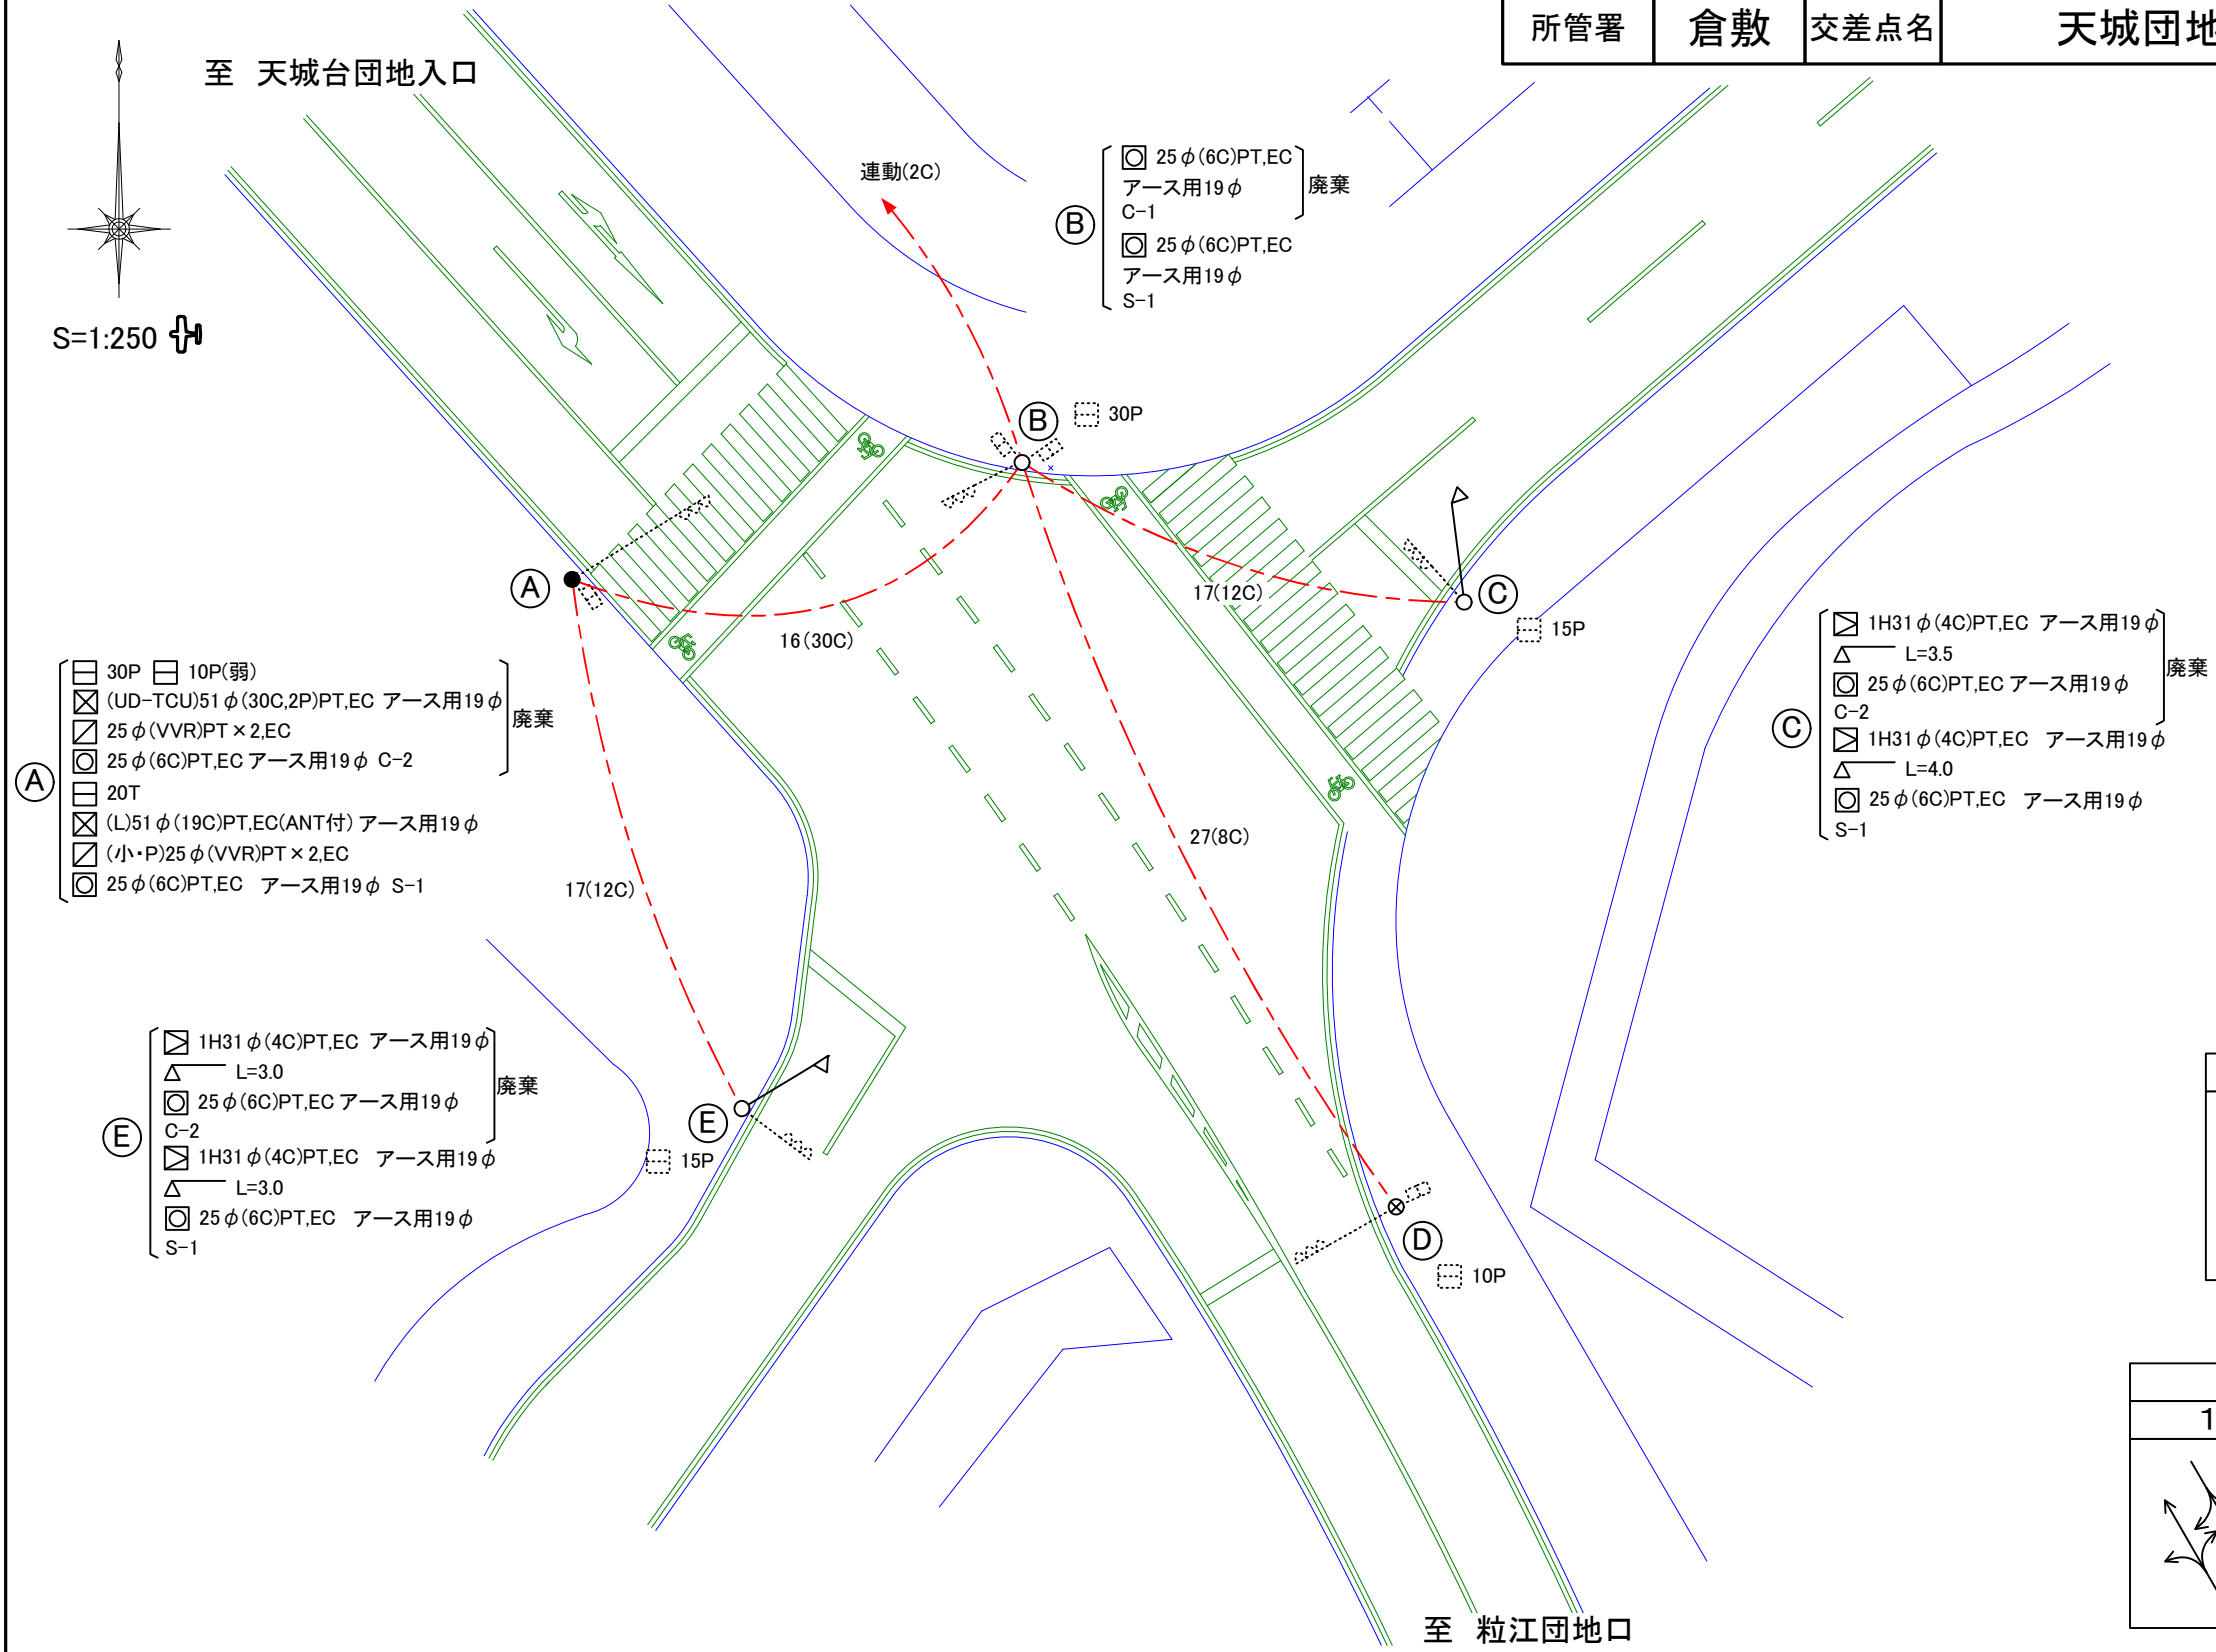 所管署 倉敷 交差点名 天城団地
至 天城台団地入口
S=1:250
連動(2C)
B
25φ(6C)PT,EC
アース用19φ
C-1
廃棄
25φ(6C)PT,EC
アース用19φ
S-1
B
30P
A
16(30C)
17(12C)
C
15P
A
30P 10P(弱)
(UD-TCU)51φ(30C,2P)PT,EC アース用19φ
25φ(VVR)PT×2,EC
25φ(6C)PT,EC アース用19φ C-2
廃棄
20T
(L)51φ(19C)PT,EC(ANT付) アース用19φ
(小・P)25φ(VVR)PT×2,EC
25φ(6C)PT,EC アース用19φ S-1
C
1H31φ(4C)PT,EC アース用19φ
L=3.5
25φ(6C)PT,EC アース用19φ
C-2
廃棄
1H31φ(4C)PT,EC アース用19φ
L=4.0
25φ(6C)PT,EC アース用19φ
S-1
27(8C)
17(12C)
E
1H31φ(4C)PT,EC アース用19φ
L=3.0
25φ(6C)PT,EC アース用19φ
C-2
廃棄
1H31φ(4C)PT,EC アース用19φ
L=3.0
25φ(6C)PT,EC アース用19φ
S-1
E
15P
D
10P
1
至 粒江団地口